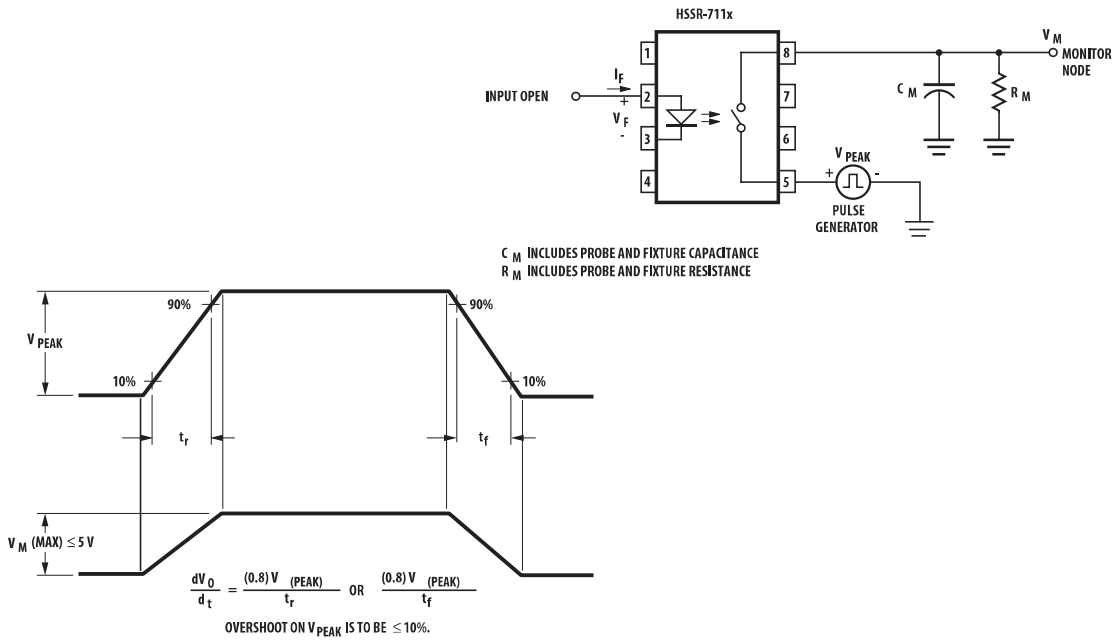 HSSR-711x
1
2
3
4
8
7
6
5
INPUT OPEN
I F
+
V F
-
V M
MONITOR
NODE
C M
R M
V PEAK
+
-
PULSE
GENERATOR
C M INCLUDES PROBE AND FIXTURE CAPACITANCE
R M INCLUDES PROBE AND FIXTURE RESISTANCE
90%
90%
V PEAK
10%
10%
t r
t f
V M (MAX) ≤ 5 V
dV O / d t = (0.8) V (PEAK) / t r OR (0.8) V (PEAK) / t f
OVERSHOOT ON V PEAK IS TO BE ≤ 10%.